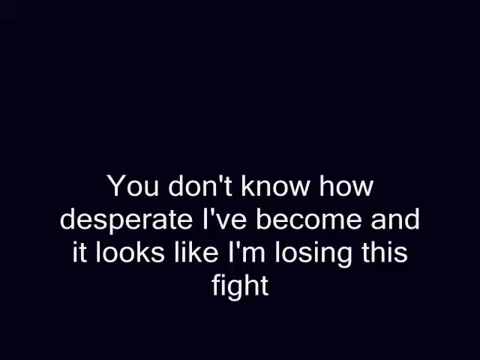 You don't know how
desperate I've become and
it looks like I'm losing this
fight